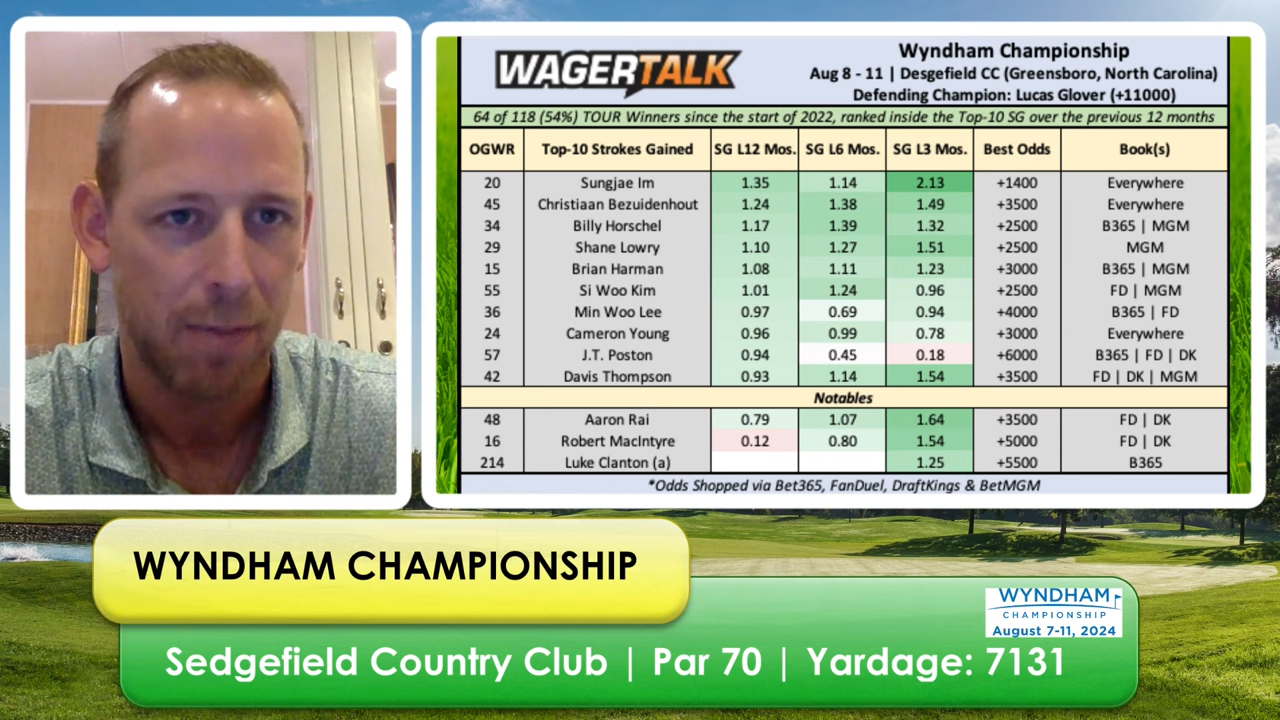 WAGERTALK
Wyndham Championship
Aug 8 - 11 | Desgefield CC (Greensboro, North Carolina)
Defending Champion: Lucas Glover (+11000)
64 of 118 (54%) TOUR Winners since the start of 2022, ranked inside the Top-10 SG over the previous 12 months
OGWR Top-10 Strokes Gained SG L12 Mos. SG L6 Mos. SG L3 Mos. Best Odds Book(s)
20 Sungjae Im 1.35 1.14 2.13 +1400 Everywhere
45 Christiaan Bezuidenhout 1.24 1.38 1.49 +3500 Everywhere
34 Billy Horschel 1.17 1.39 1.32 +2500 B365 | MGM
29 Shane Lowry 1.10 1.27 1.51 +2500 MGM
15 Brian Harman 1.08 1.11 1.23 +3000 B365 | MGM
55 Si Woo Kim 1.01 1.24 0.96 +2500 FD | MGM
36 Min Woo Lee 0.97 0.69 0.94 +4000 B365 | FD
24 Cameron Young 0.96 0.99 0.78 +3000 Everywhere
57 J.T. Poston 0.94 0.45 0.18 +6000 B365 | FD | DK
42 Davis Thompson 0.93 1.14 1.54 +3500 FD | DK | MGM
Notables
48 Aaron Rai 0.79 1.07 1.64 +3500 FD | DK
16 Robert MacIntyre 0.12 0.80 1.54 +5000 FD | DK
214 Luke Clanton (a) 1.25 +5500 B365
*Odds Shopped via Bet365, FanDuel, DraftKings & BetMGM
WYNDHAM CHAMPIONSHIP
WYNDHAM
CHAMPIONSHIP
August 7-11, 2024
Sedgefield Country Club | Par 70 | Yardage: 7131